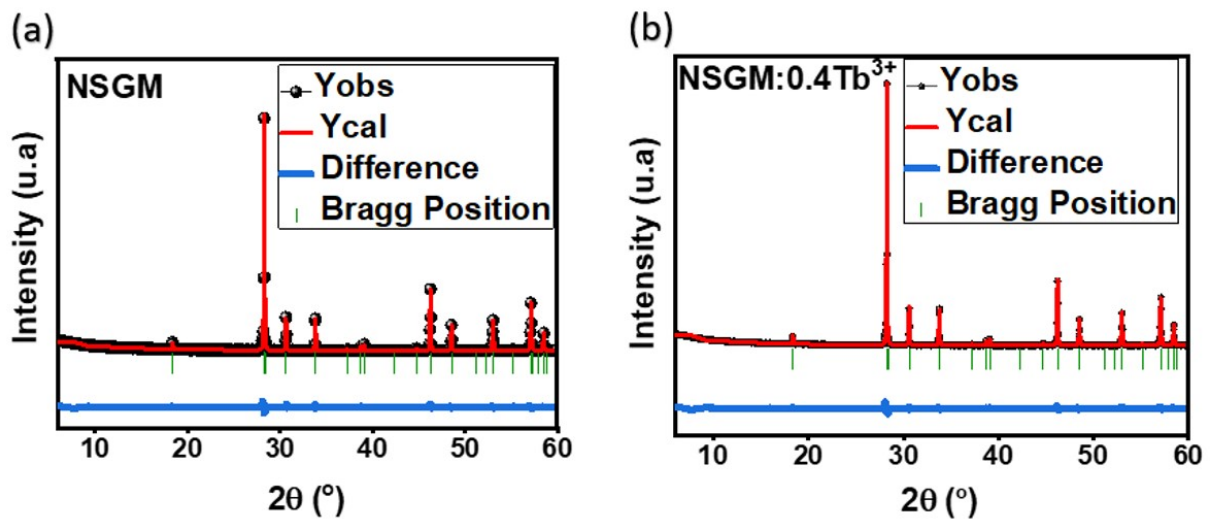 (a)
NSGM
Yobs
Ycal
Difference
Bragg Position
Intensity (u.a)
10 20 30 40 50 60
2θ (°)
(b)
NSGM:0.4Tb³⁺
Yobs
Ycal
Difference
Bragg Position
Intensity (u.a)
10 20 30 40 50 60
2θ (°)